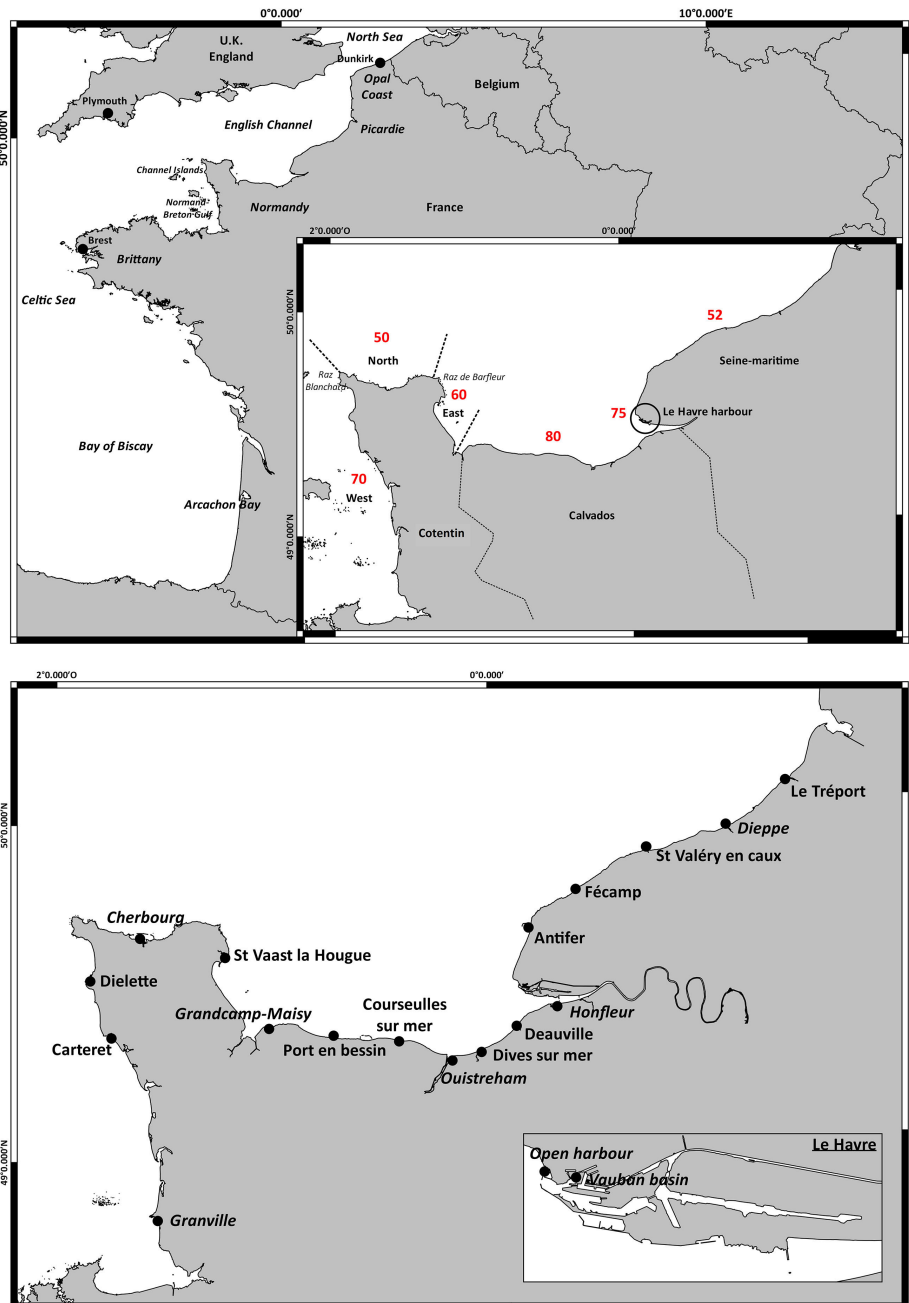 0°0.000'
10°0.000'E
North Sea
U.K.
England
Dunkirk
Opal
Coast
Belgium
Plymouth
English Channel
Picardie
50°0.000'N
Channel Islands
Normand
Breton Gulf
Normandy
France
Brest
Brittany
Celtic Sea
Bay of Biscay
Arcachon Bay
2°0.000'
0°0.000'
50°0.000'N
52
50
North
Seine-maritime
Raz
Blanchard
Raz de Barfleur
60
East
75
Le Havre harbour
80
70
West
Calvados
Cotentin
49°0.000'N
2°0.000'O
0°0.000'
Le Tréport
50°0.000'N
Dieppe
St Valéry en caux
Fécamp
Cherbourg
Antifer
St Vaast la Hougue
Dielette
Grandcamp-Maisy
Courseulles
sur mer
Honfleur
Deauville
Carteret
Port en bessin
Dives sur mer
Ouistreham
49°0.000'N
Le Havre
Open harbour
Vauban basin
Granville